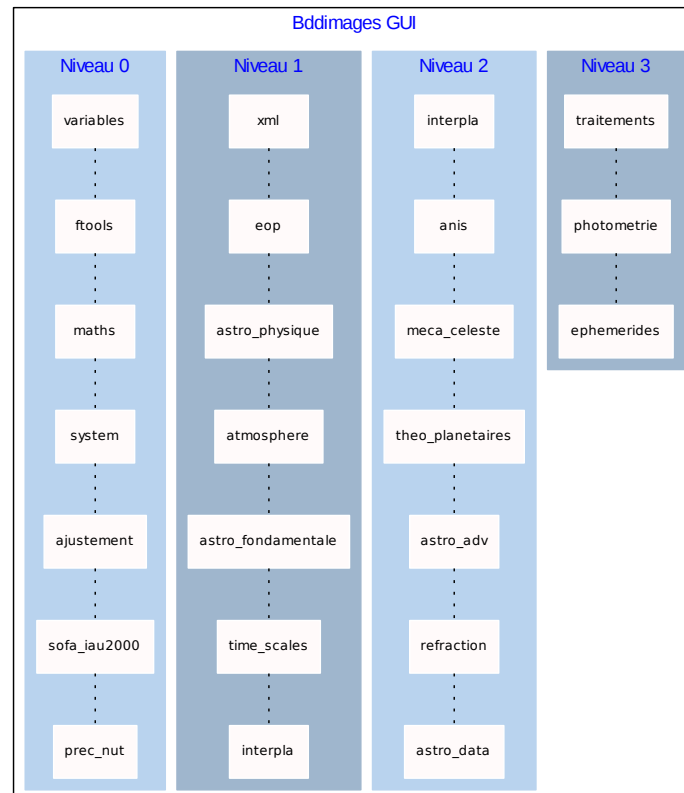 Bddimages GUI
Niveau 0
variables
ftools
maths
system
ajustement
sofa_iau2000
prec_nut
Niveau 1
xml
eop
astro_physique
atmosphere
astro_fondamentale
time_scales
interpla
Niveau 2
interpla
anis
meca_celeste
theo_planetaires
astro_adv
refraction
astro_data
Niveau 3
traitements
photometrie
ephemerides